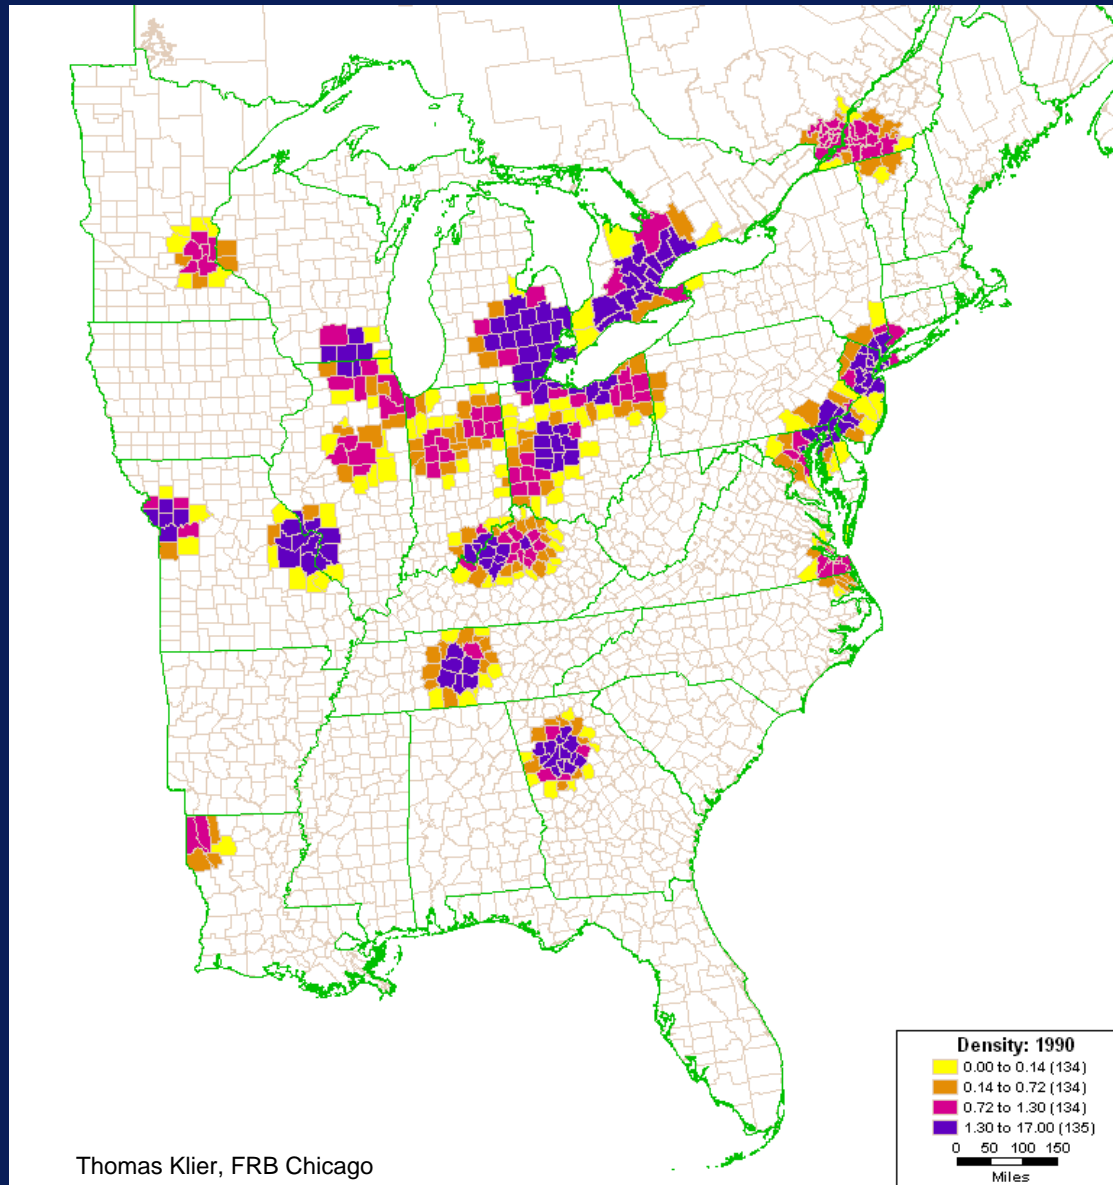 Density: 1990
0.00 to 0.14 (134)
0.14 to 0.72 (134)
0.72 to 1.30 (134)
1.30 to 17.00 (135)
0 50 100 150
Miles
Thomas Klier, FRB Chicago